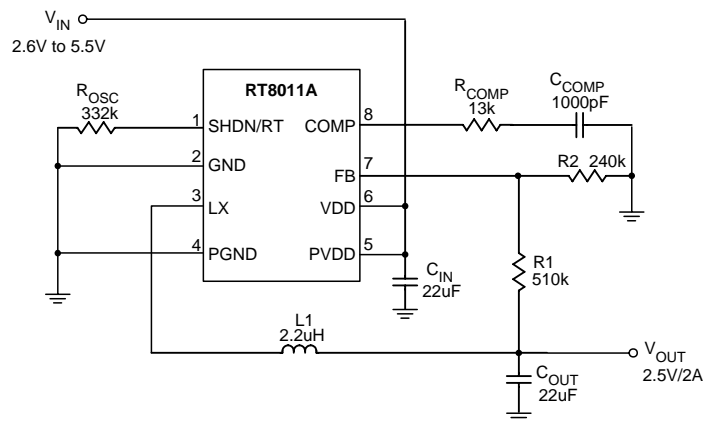 VIN
2.6V to 5.5V
RT8011A
ROSC
332k
RCOMP
13k
CCOMP
1000pF
1
SHDN/RT
COMP
8
2
GND
FB
7
R2 240k
3
LX
VDD
6
4
PGND
PVDD
5
CIN
22uF
R1
510k
L1
2.2uH
VOUT
2.5V/2A
COUT
22uF